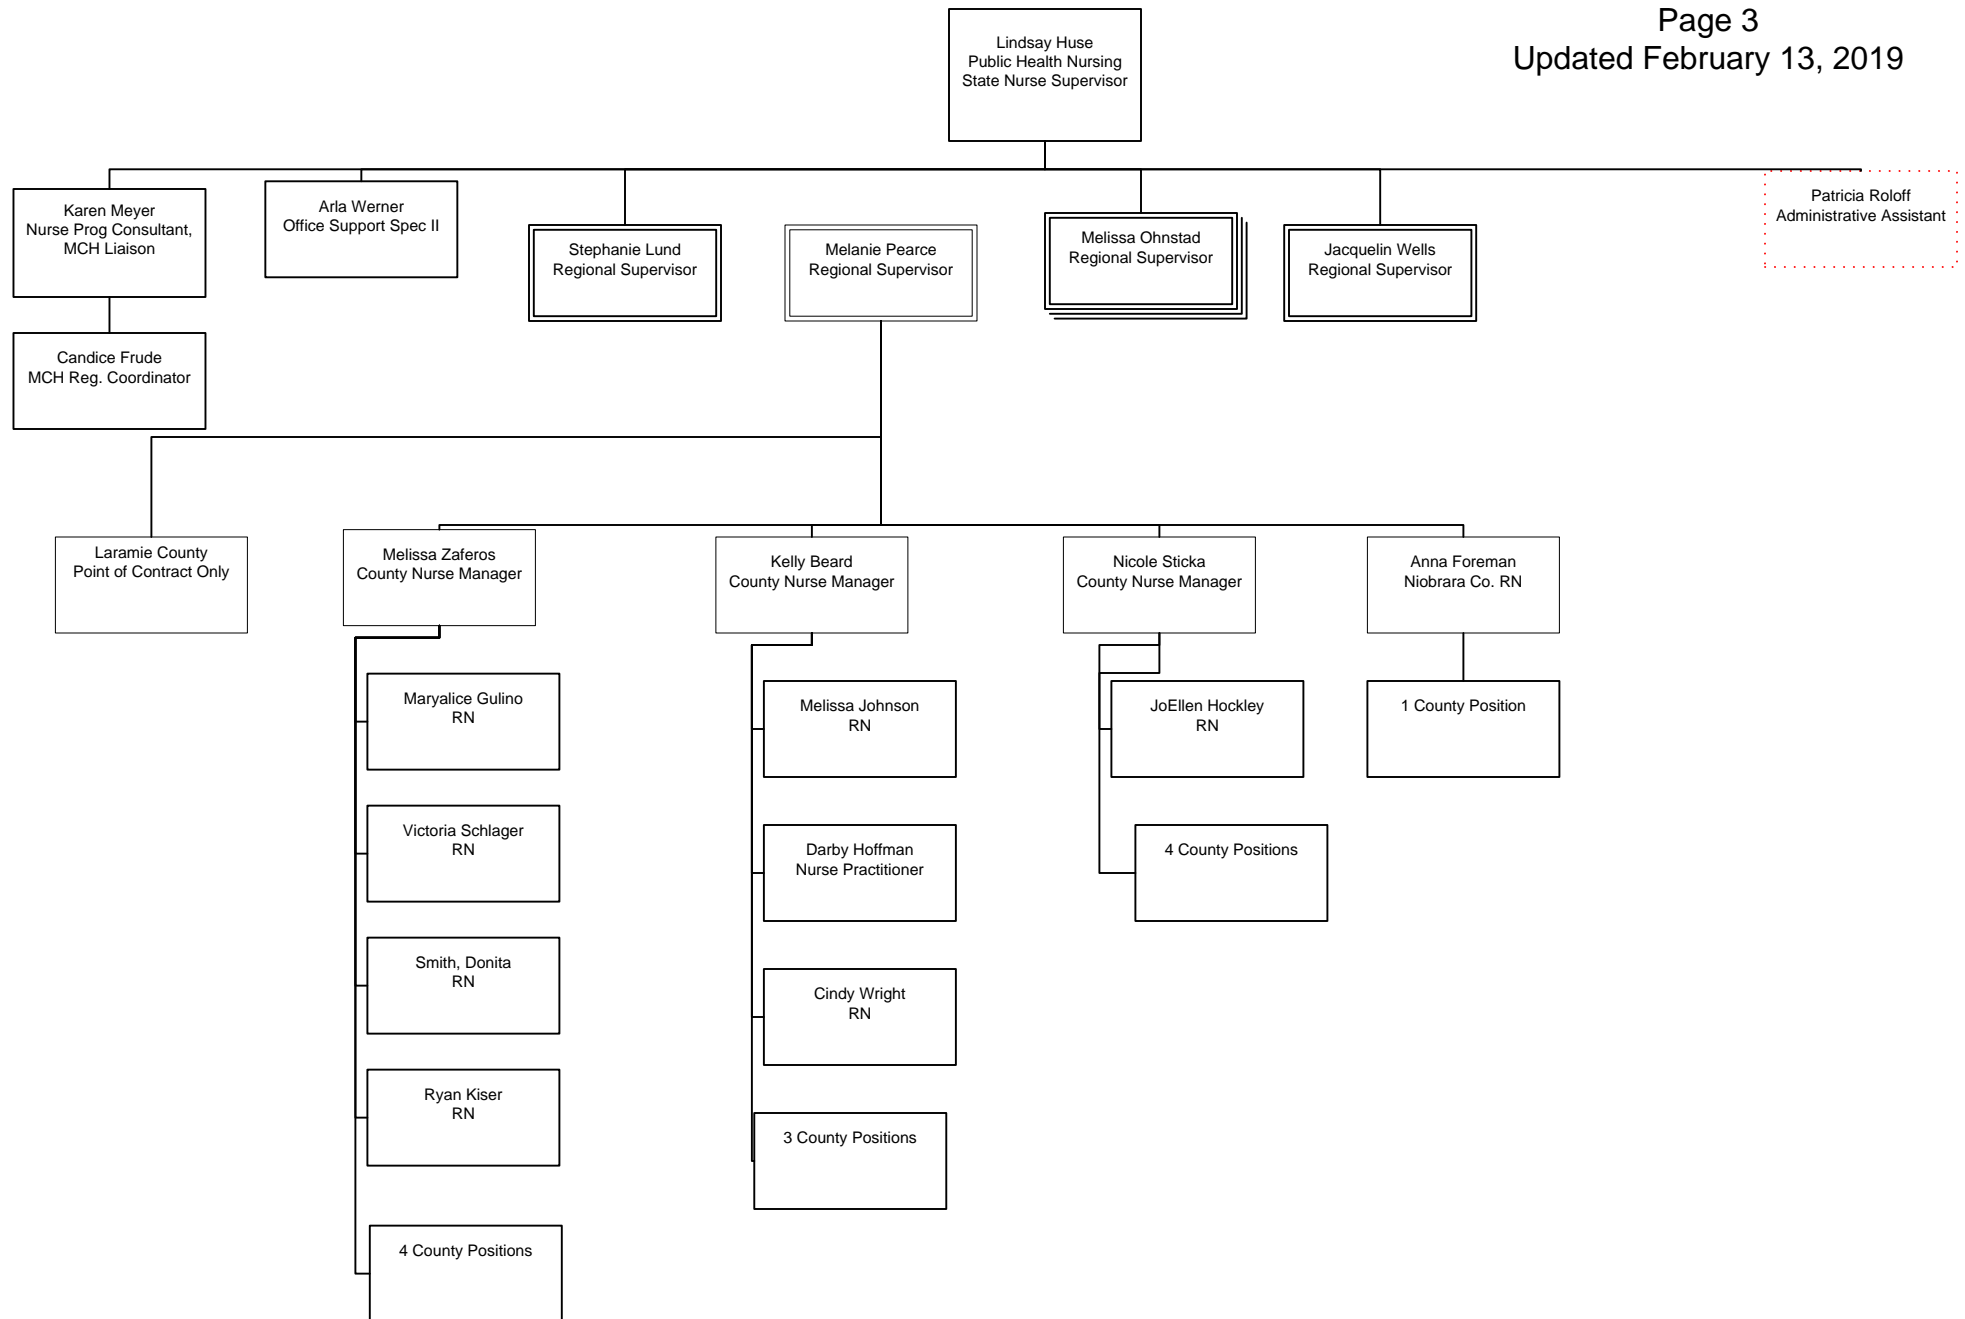 Page 3
Updated February 13, 2019
Lindsay Huse
Public Health Nursing
State Nurse Supervisor
Karen Meyer
Nurse Prog Consultant,
MCH Liaison
Arla Werner
Office Support Spec II
Stephanie Lund
Regional Supervisor
Melanie Pearce
Regional Supervisor
Melissa Ohnstad
Regional Supervisor
Jacquelin Wells
Regional Supervisor
Patricia Roloff
Administrative Assistant
Candice Frude
MCH Reg. Coordinator
Laramie County
Point of Contract Only
Melissa Zaferos
County Nurse Manager
Kelly Beard
County Nurse Manager
Nicole Sticka
County Nurse Manager
Anna Foreman
Niobrara Co. RN
Maryalice Gulino
RN
Melissa Johnson
RN
JoEllen Hockley
RN
1 County Position
Victoria Schlager
RN
Darby Hoffman
Nurse Practitioner
4 County Positions
Smith, Donita
RN
Cindy Wright
RN
Ryan Kiser
RN
3 County Positions
4 County Positions